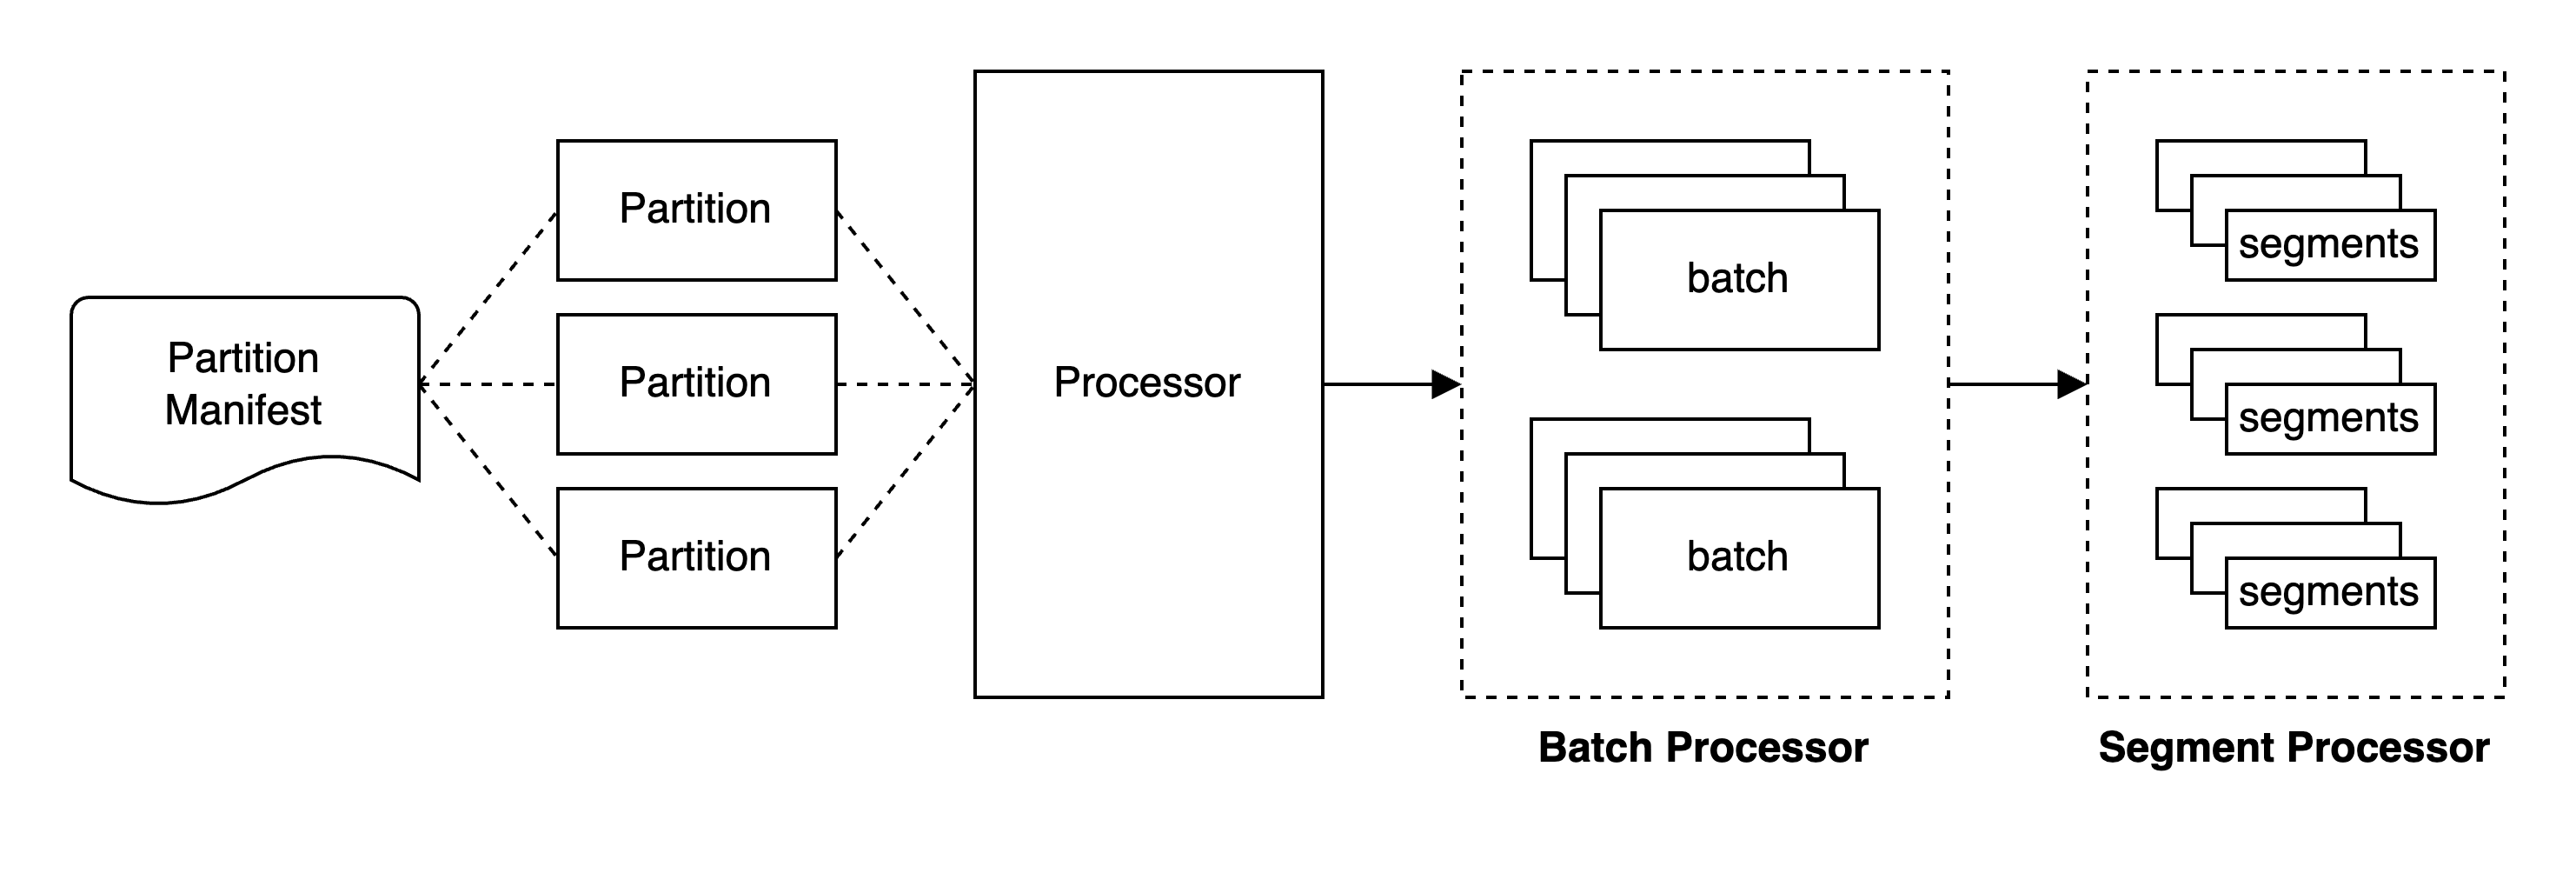 Partition
Manifest
Partition
Partition
Partition
Processor
batch
batch
Batch Processor
segments
segments
segments
Segment Processor